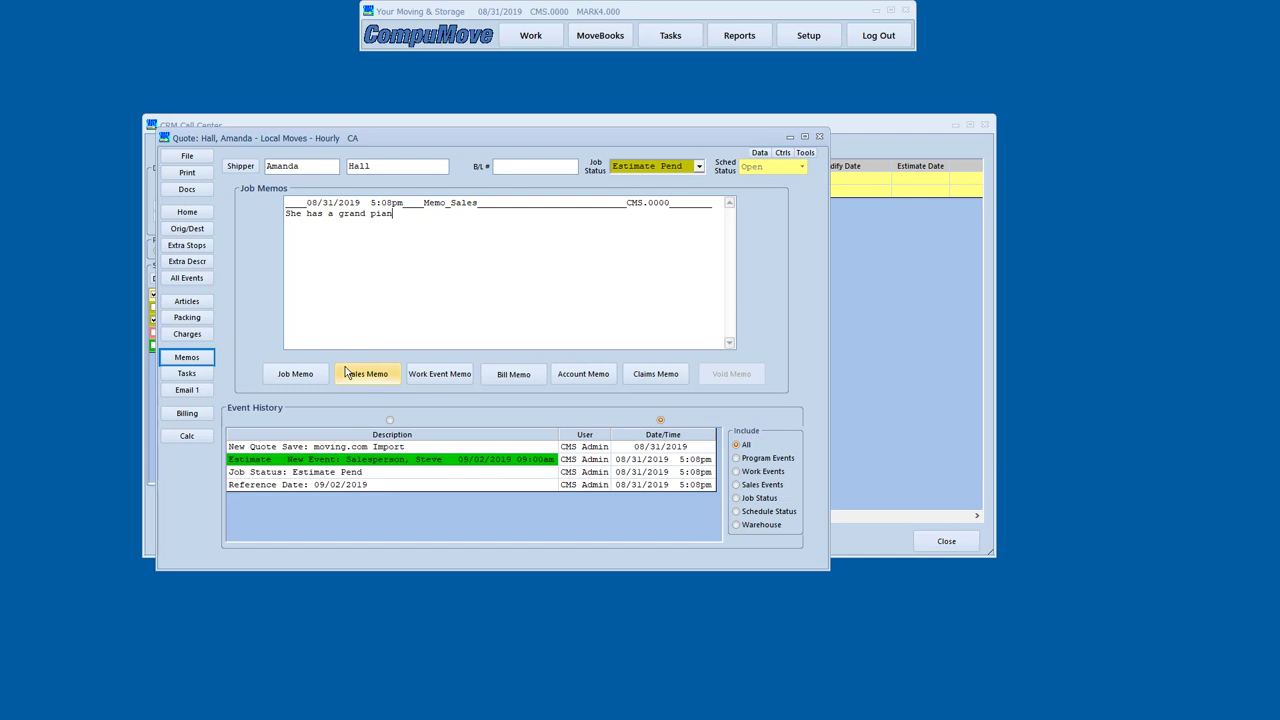 Your Moving & Storage 08/31/2019 CMS.0000 MARK4.000
CompuMove Work MoveBooks Tasks Reports Setup Log Out
CRM Call Center
Quote: Hall, Amanda - Local Moves - Hourly CA
Data Ctrls Tools
File
Shipper Amanda Hall B/L # Job Status Estimate Pend Sched Status Open
dify Date Estimate Date
Print
Docs
Job Memos
____08/31/2019 5:08pm____Memo_Sales____________________________CMS.0000________
She has a grand pian
Home
Orig/Dest
Extra Stops
Extra Descr
All Events
Articles
Packing
Charges
Memos
Tasks
Email 1
Billing
Calc
Job Memo Sales Memo Work Event Memo Bill Memo Account Memo Claims Memo Void Memo
Event History
Description User Date/Time
New Quote Save: moving.com Import CMS Admin 08/31/2019
Estimate New Event: Salesperson, Steve 09/02/2019 09:00am CMS Admin 08/31/2019 5:08pm
Job Status: Estimate Pend CMS Admin 08/31/2019 5:08pm
Reference Date: 09/02/2019 CMS Admin 08/31/2019 5:08pm
Include
All
Program Events
Work Events
Sales Events
Job Status
Schedule Status
Warehouse
Close